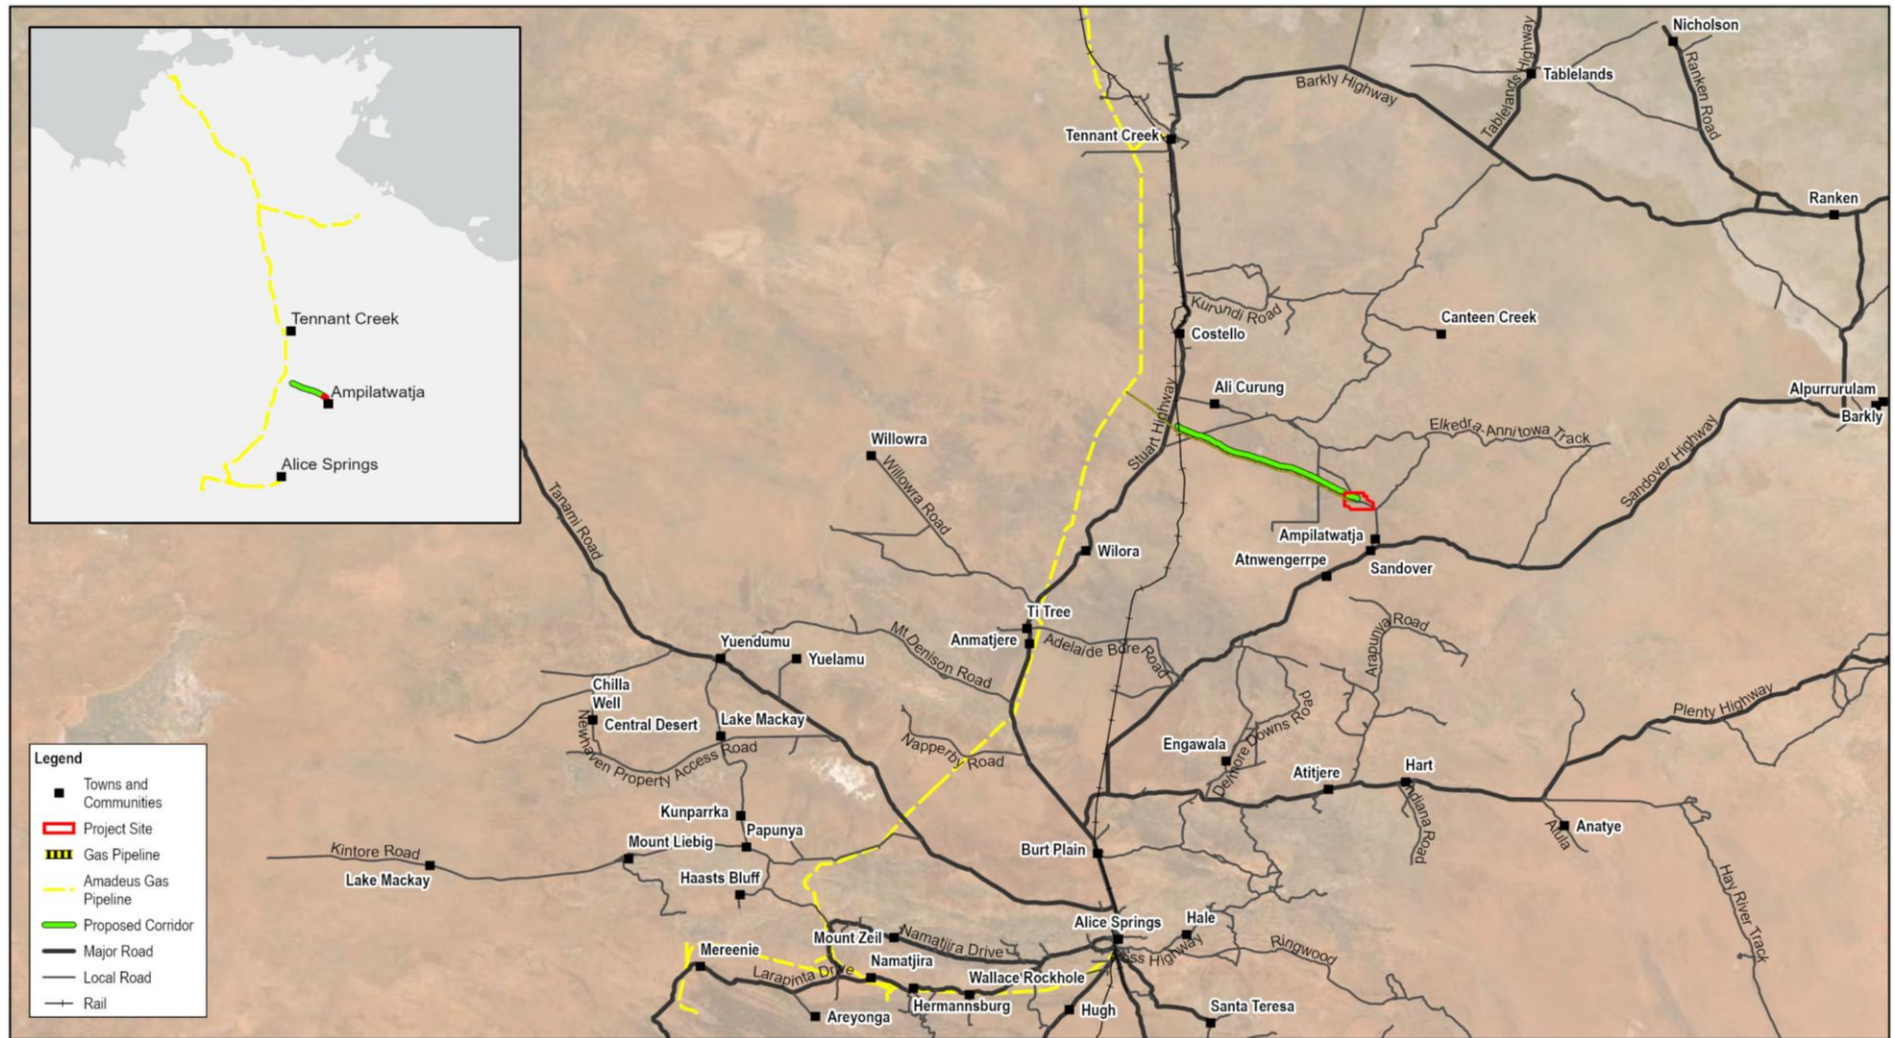 Nicholson
Tablelands Highway
Tablelands
Ranken Road
Barkly Highway
Tennant Creek
Ranken
Tennant Creek
Ampilatwatja
Alice Springs
Kurundi Road
Canteen Creek
Costello
Ali Curung
Alpurrurulam
Barkly
Stuart Highway
Elkedra-Annitowa Track
Sandover Highway
Willowra
Willowra Road
Tanami Road
Ampilatwatja
Atnwengerrpe
Sandover
Wilora
Ti Tree
Anmatjere
Adelaide Bore Road
Arapunya Road
Mt Denison Road
Yuendumu
Yuelamu
Chilla
Well
Central Desert
Lake Mackay
Newhaven Property Access Road
Napperby Road
Plenty Highway
Engawala
Delmore Downs Road
Atitjere
Hart
Indiana Road
Anatye
Atula
Hay River Track
Kunparrka
Papunya
Mount Liebig
Kintore Road
Lake Mackay
Haasts Bluff
Burt Plain
Alice Springs
Hale
Ross Highway
Ringwood
Mount Zeil
Namatjira Drive
Mereenie
Namatjira
Larapinta Drive
Wallace Rockhole
Hermannsburg
Areyonga
Hugh
Santa Teresa
Legend
Towns and
Communities
Project Site
Gas Pipeline
Amadeus Gas
Pipeline
Proposed Corridor
Major Road
Local Road
Rail